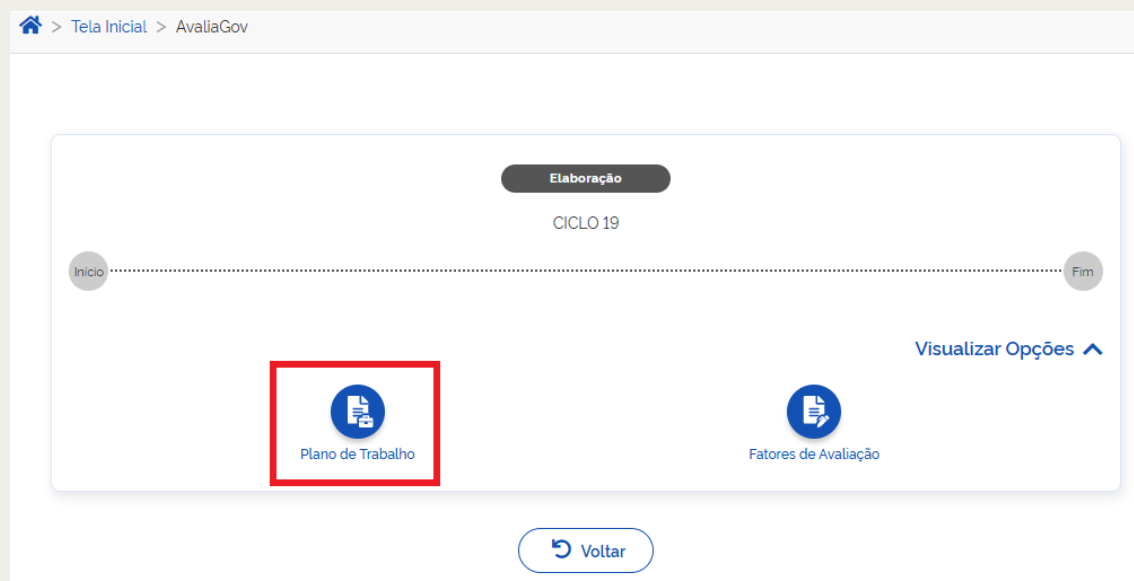 > Tela Inicial > AvaliaGov
Elaboração
CICLO 19
Início
Fim
Visualizar Opções
Plano de Trabalho
Fatores de Avaliação
Voltar